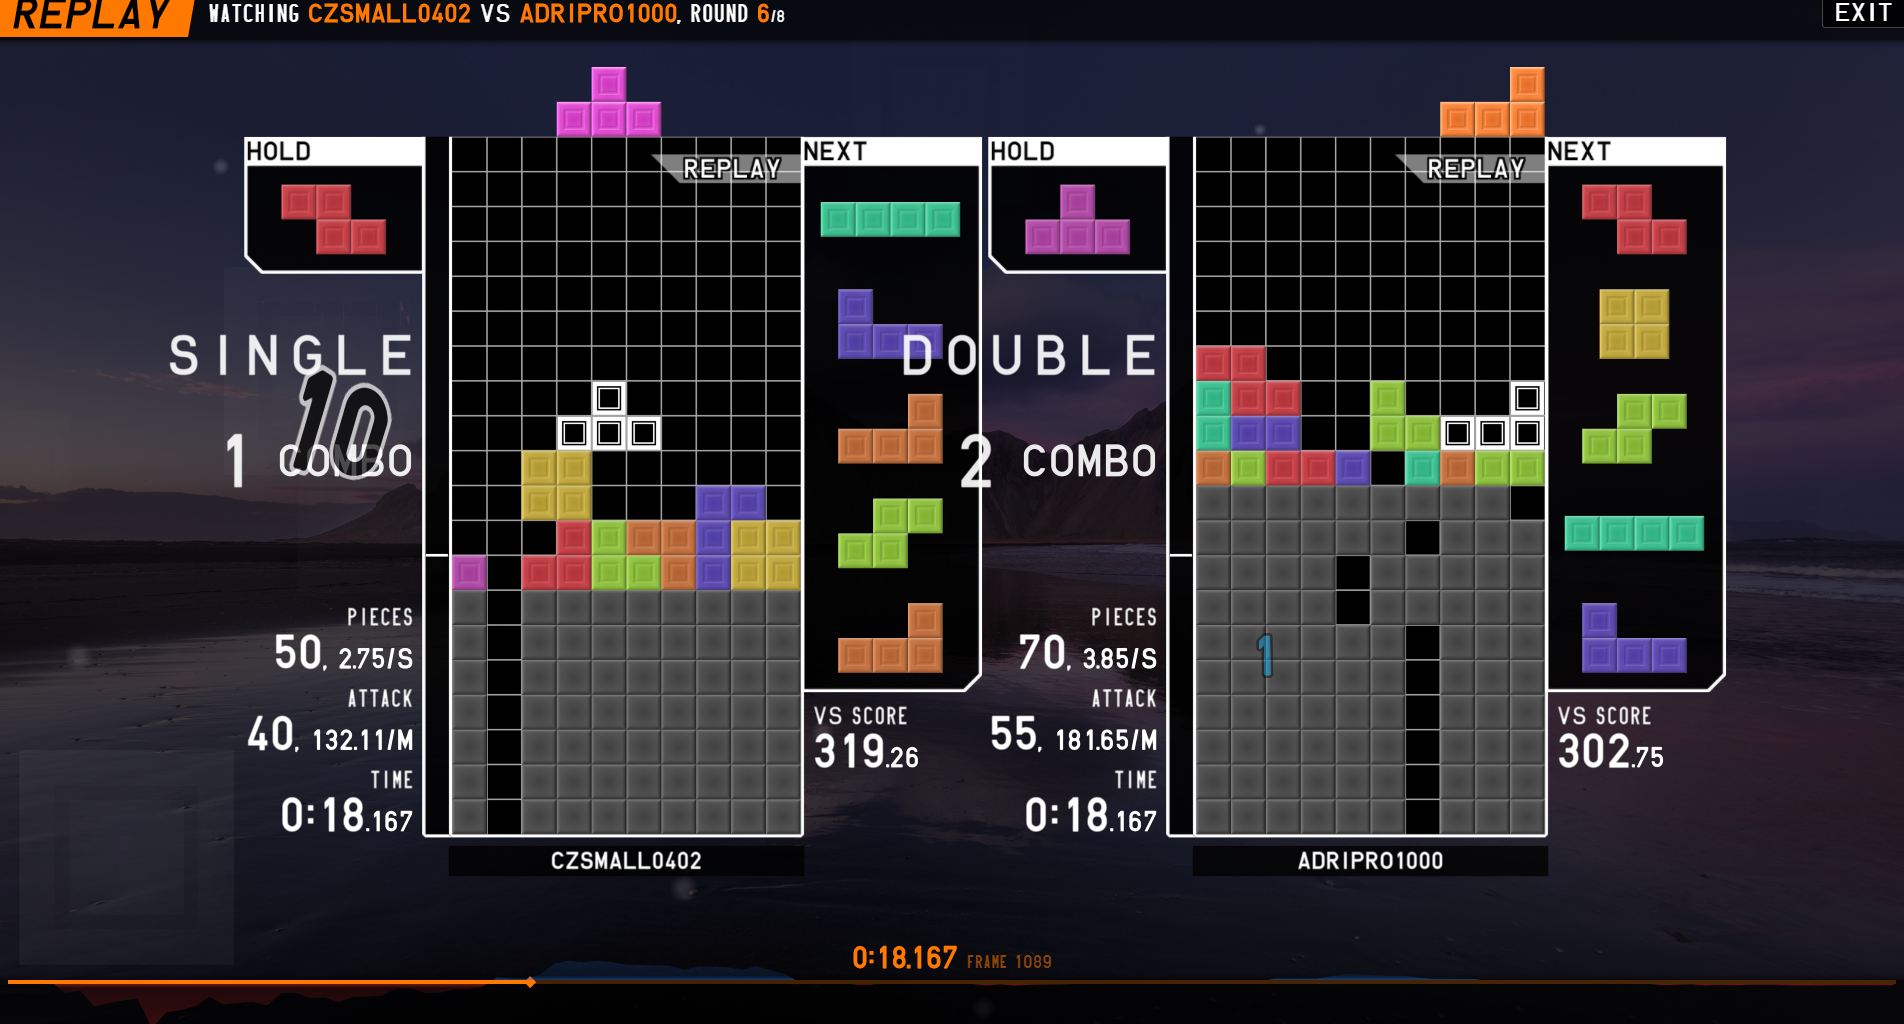 REPLAY
WATCHING CZSMALL0402 VS ADRIPRO1000, ROUND 6/8
EXIT
HOLD
REPLAY
NEXT
SINGLE
10
1 COMBO
PIECES
50, 2.75/S
ATTACK
40, 132.11/M
TIME
0:18.167
VS SCORE
319.26
CZSMALL0402
HOLD
REPLAY
NEXT
DOUBLE
2 COMBO
1
PIECES
70, 3.85/S
ATTACK
55, 181.65/M
TIME
0:18.167
VS SCORE
302.75
ADRIPRO1000
0:18.167 FRAME 1089